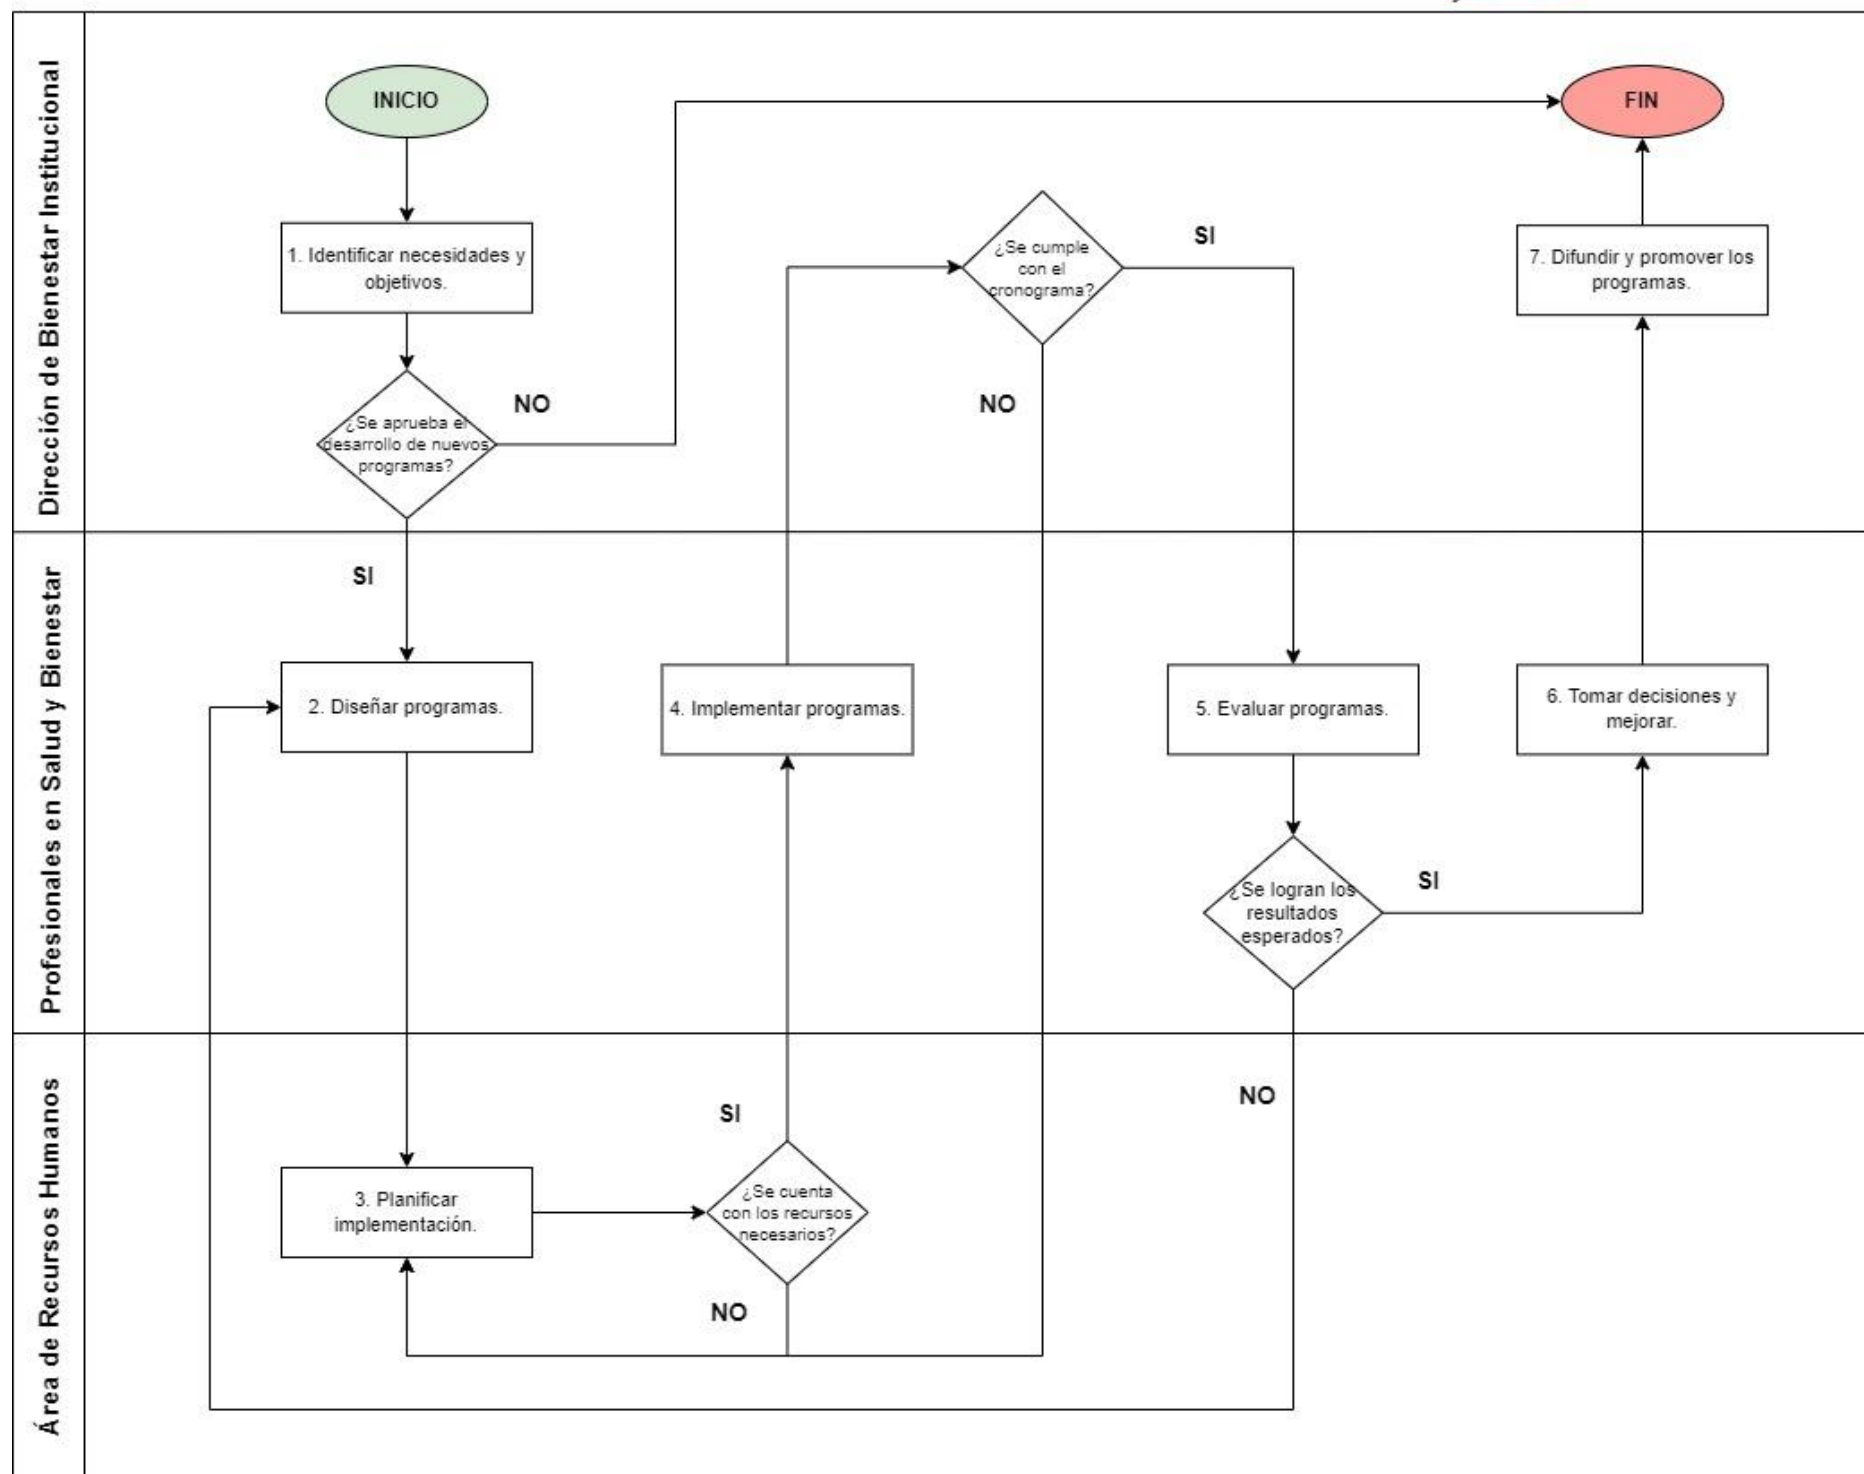 Dirección de Bienestar Institucional
INICIO
FIN
1. Identificar necesidades y
objetivos.
¿Se cumple
con el
cronograma?
SI
7. Difundir y promover los
programas.
NO
¿Se aprueba el
desarrollo de nuevos
programas?
NO
Profesionales en Salud y Bienestar
SI
2. Diseñar programas.
4. Implementar programas.
5. Evaluar programas.
6. Tomar decisiones y
mejorar.
¿Se logran los
resultados
esperados?
SI
Área de Recursos Humanos
NO
SI
3. Planificar
implementación.
¿Se cuenta
con los recursos
necesarios?
NO